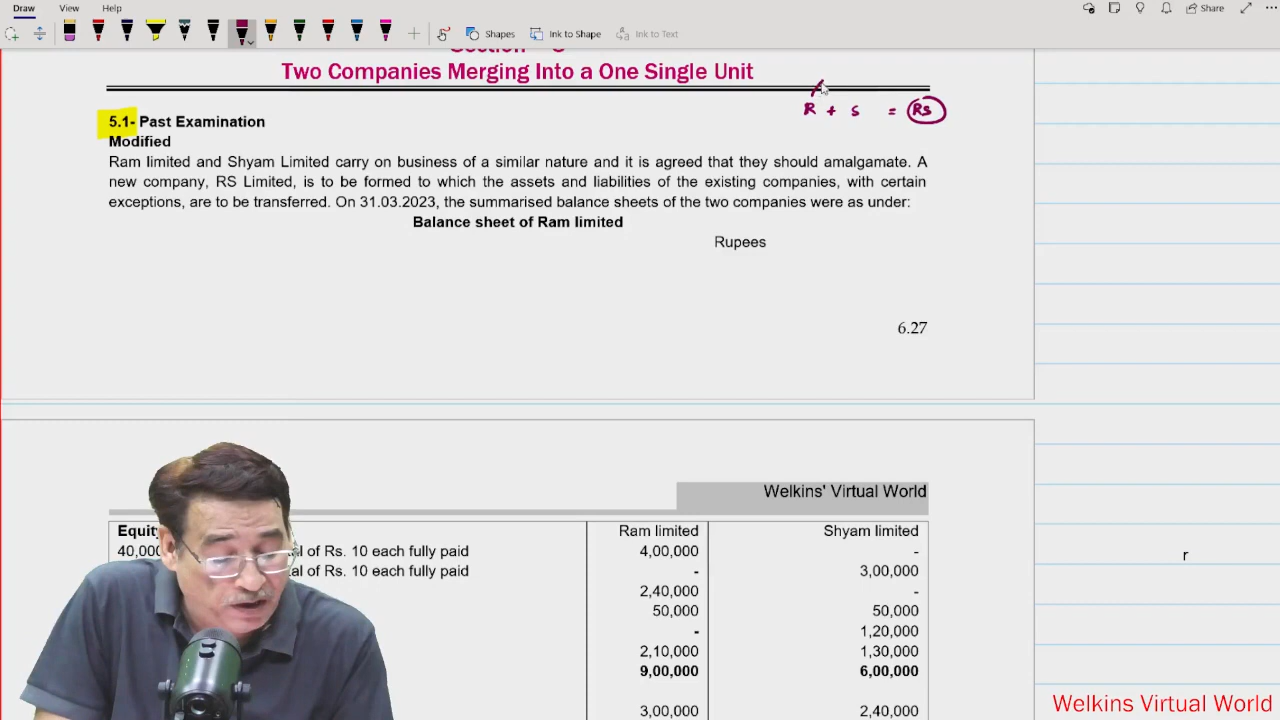 Draw View Help
Share
Shapes Ink to Shape Ink to Text
Two Companies Merging Into a One Single Unit
R + S = RS
5.1- Past Examination
Modified
Ram limited and Shyam Limited carry on business of a similar nature and it is agreed that they should amalgamate. A
new company, RS Limited, is to be formed to which the assets and liabilities of the existing companies, with certain
exceptions, are to be transferred. On 31.03.2023, the summarised balance sheets of the two companies were as under:
Balance sheet of Ram limited
Rupees
6.27
Welkins' Virtual World
Ram limited Shyam limited
40,000 of Rs. 10 each fully paid 4,00,000 -
of Rs. 10 each fully paid - 3,00,000
r
2,40,000 -
50,000 50,000
- 1,20,000
2,10,000 1,30,000
9,00,000 6,00,000
3,00,000 2,40,000
Welkins Virtual World